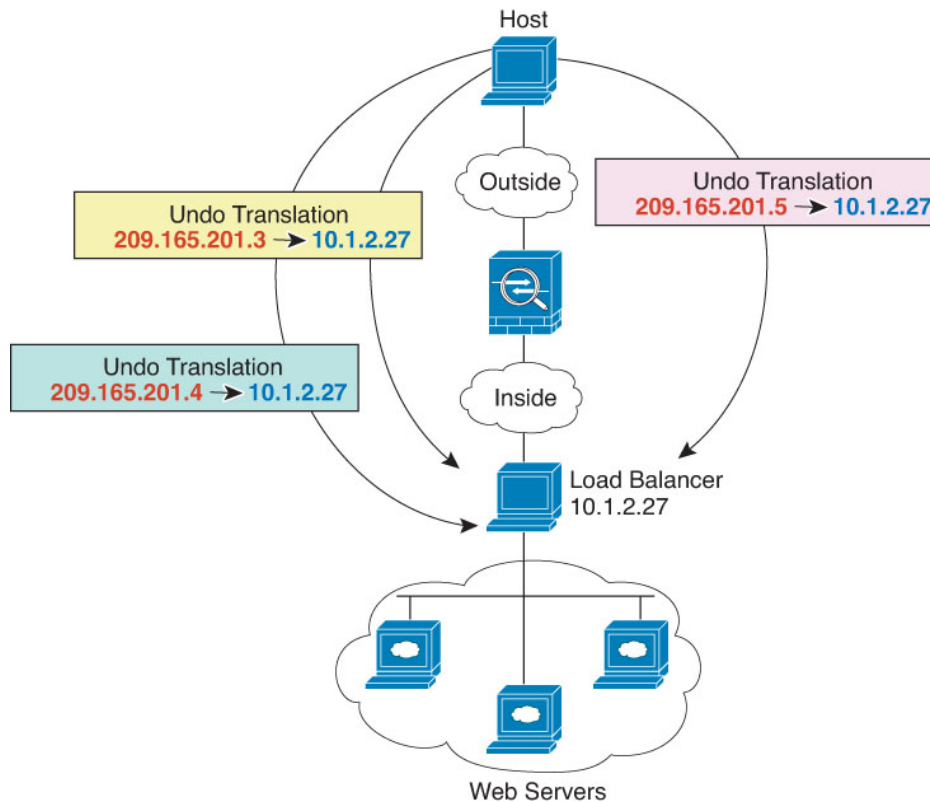 Host
Outside
Undo Translation
209.165.201.3 → 10.1.2.27
Undo Translation
209.165.201.5 → 10.1.2.27
Undo Translation
209.165.201.4 → 10.1.2.27
Inside
Load Balancer
10.1.2.27
Web Servers